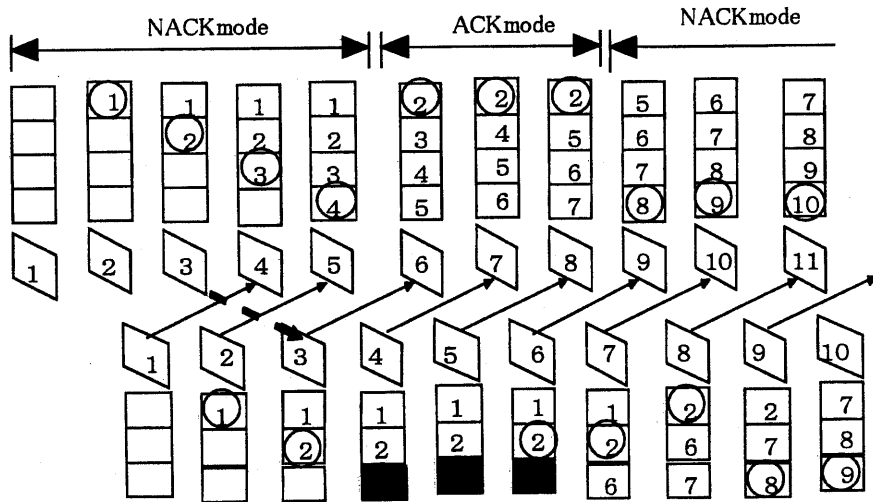 NACKmode ACKmode NACKmode
1 1 1 1 2 2 2 5 6 7
2 2 2 3 4 5 6 7 8
3 3 4 5 6 7 8 9
4 5 6 7 8 9 10
1 2 3 4 5 6 7 8 9 10 11
1 2 3 4 5 6 7 8 9 10
1 1 1 1 1 1 2 2 7
2 2 2 2 2 6 7 8
6 7 8 9